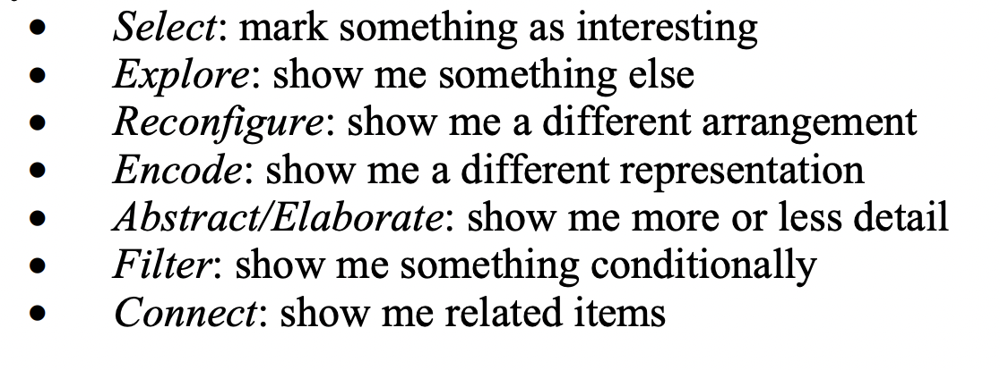 • Select: mark something as interesting
• Explore: show me something else
• Reconfigure: show me a different arrangement
• Encode: show me a different representation
• Abstract/Elaborate: show me more or less detail
• Filter: show me something conditionally
• Connect: show me related items